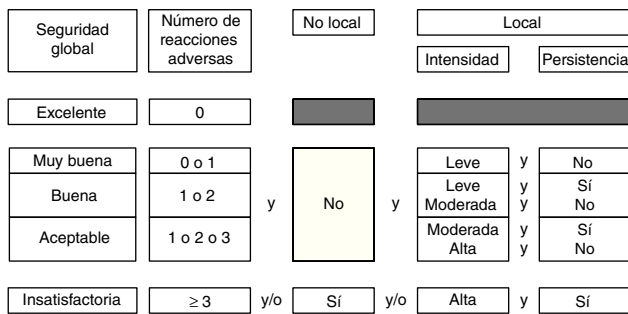 Seguridad global
Número de reacciones adversas
No local
Local
Intensidad
Persistencia
Excelente 0
Muy buena 0 o 1 Leve y No
Buena 1 o 2 y No y Leve y Sí
Moderada y No
Aceptable 1 o 2 o 3 Moderada y Sí
Alta y No
Insatisfactoria ≥ 3 y/o Sí y/o Alta y Sí